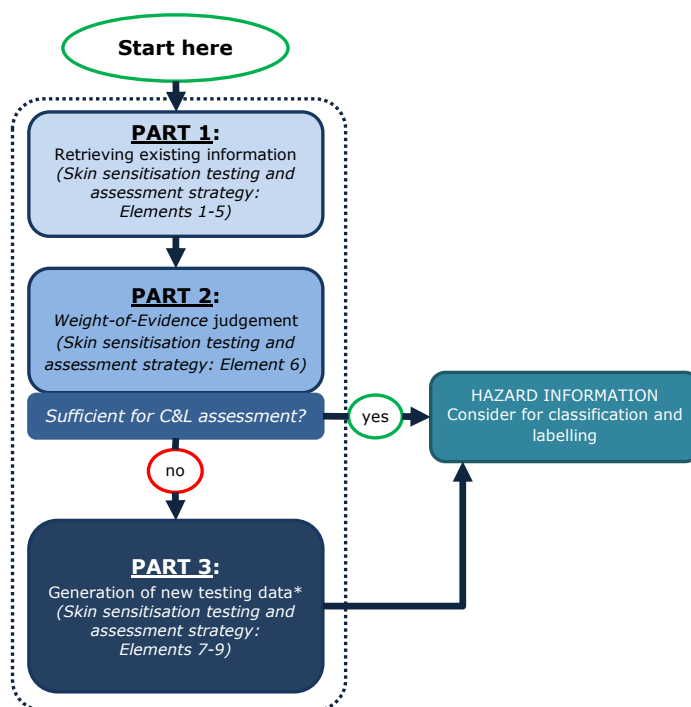 Start here
PART 1:
Retrieving existing information
(Skin sensitisation testing and
assessment strategy:
Elements 1-5)
PART 2:
Weight-of-Evidence judgement
(Skin sensitisation testing and
assessment strategy: Element 6)
Sufficient for C&L assessment?
yes
HAZARD INFORMATION
Consider for classification and
labelling
no
PART 3:
Generation of new testing data*
(Skin sensitisation testing and
assessment strategy:
Elements 7-9)